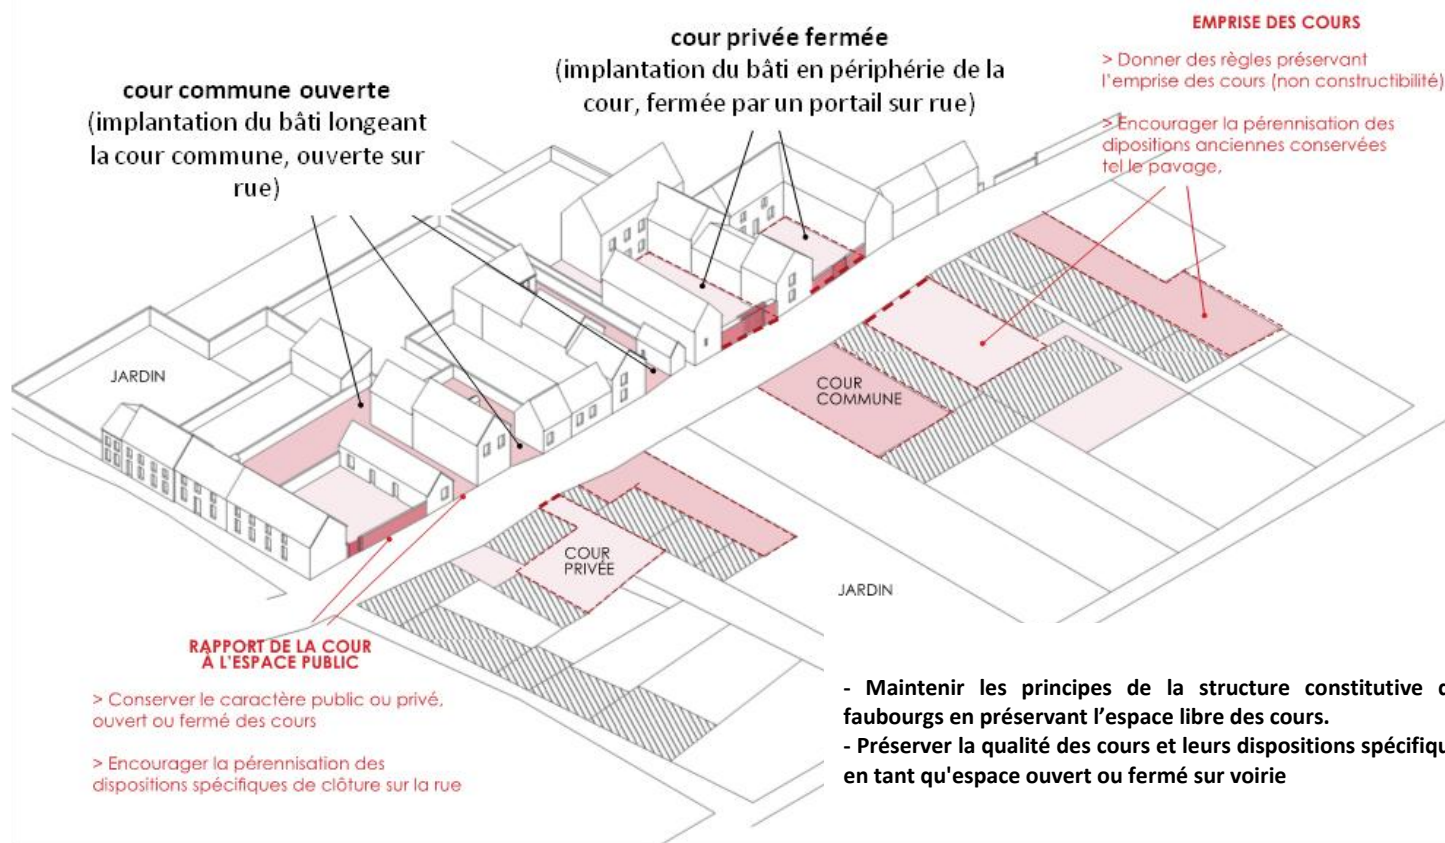 EMPRISE DES COURS
> Donner des règles préservant
l'emprise des cours (non constructibilité)
> Encourager la pérennisation des
dipositions anciennes conservées
tel le pavage,
cour privée fermée
(implantation du bâti en périphérie de la
cour, fermée par un portail sur rue)
cour commune ouverte
(implantation du bâti longeant
la cour commune, ouverte sur
rue)
JARDIN
COUR
COMMUNE
COUR
PRIVÉE
JARDIN
RAPPORT DE LA COUR
À L'ESPACE PUBLIC
> Conserver le caractère public ou privé,
ouvert ou fermé des cours
> Encourager la pérennisation des
dispositions spécifiques de clôture sur la rue
- Maintenir les principes de la structure constitutive
faubourgs en préservant l’espace libre des cours.
- Préserver la qualité des cours et leurs dispositions
en tant qu'espace ouvert ou fermé sur voirie